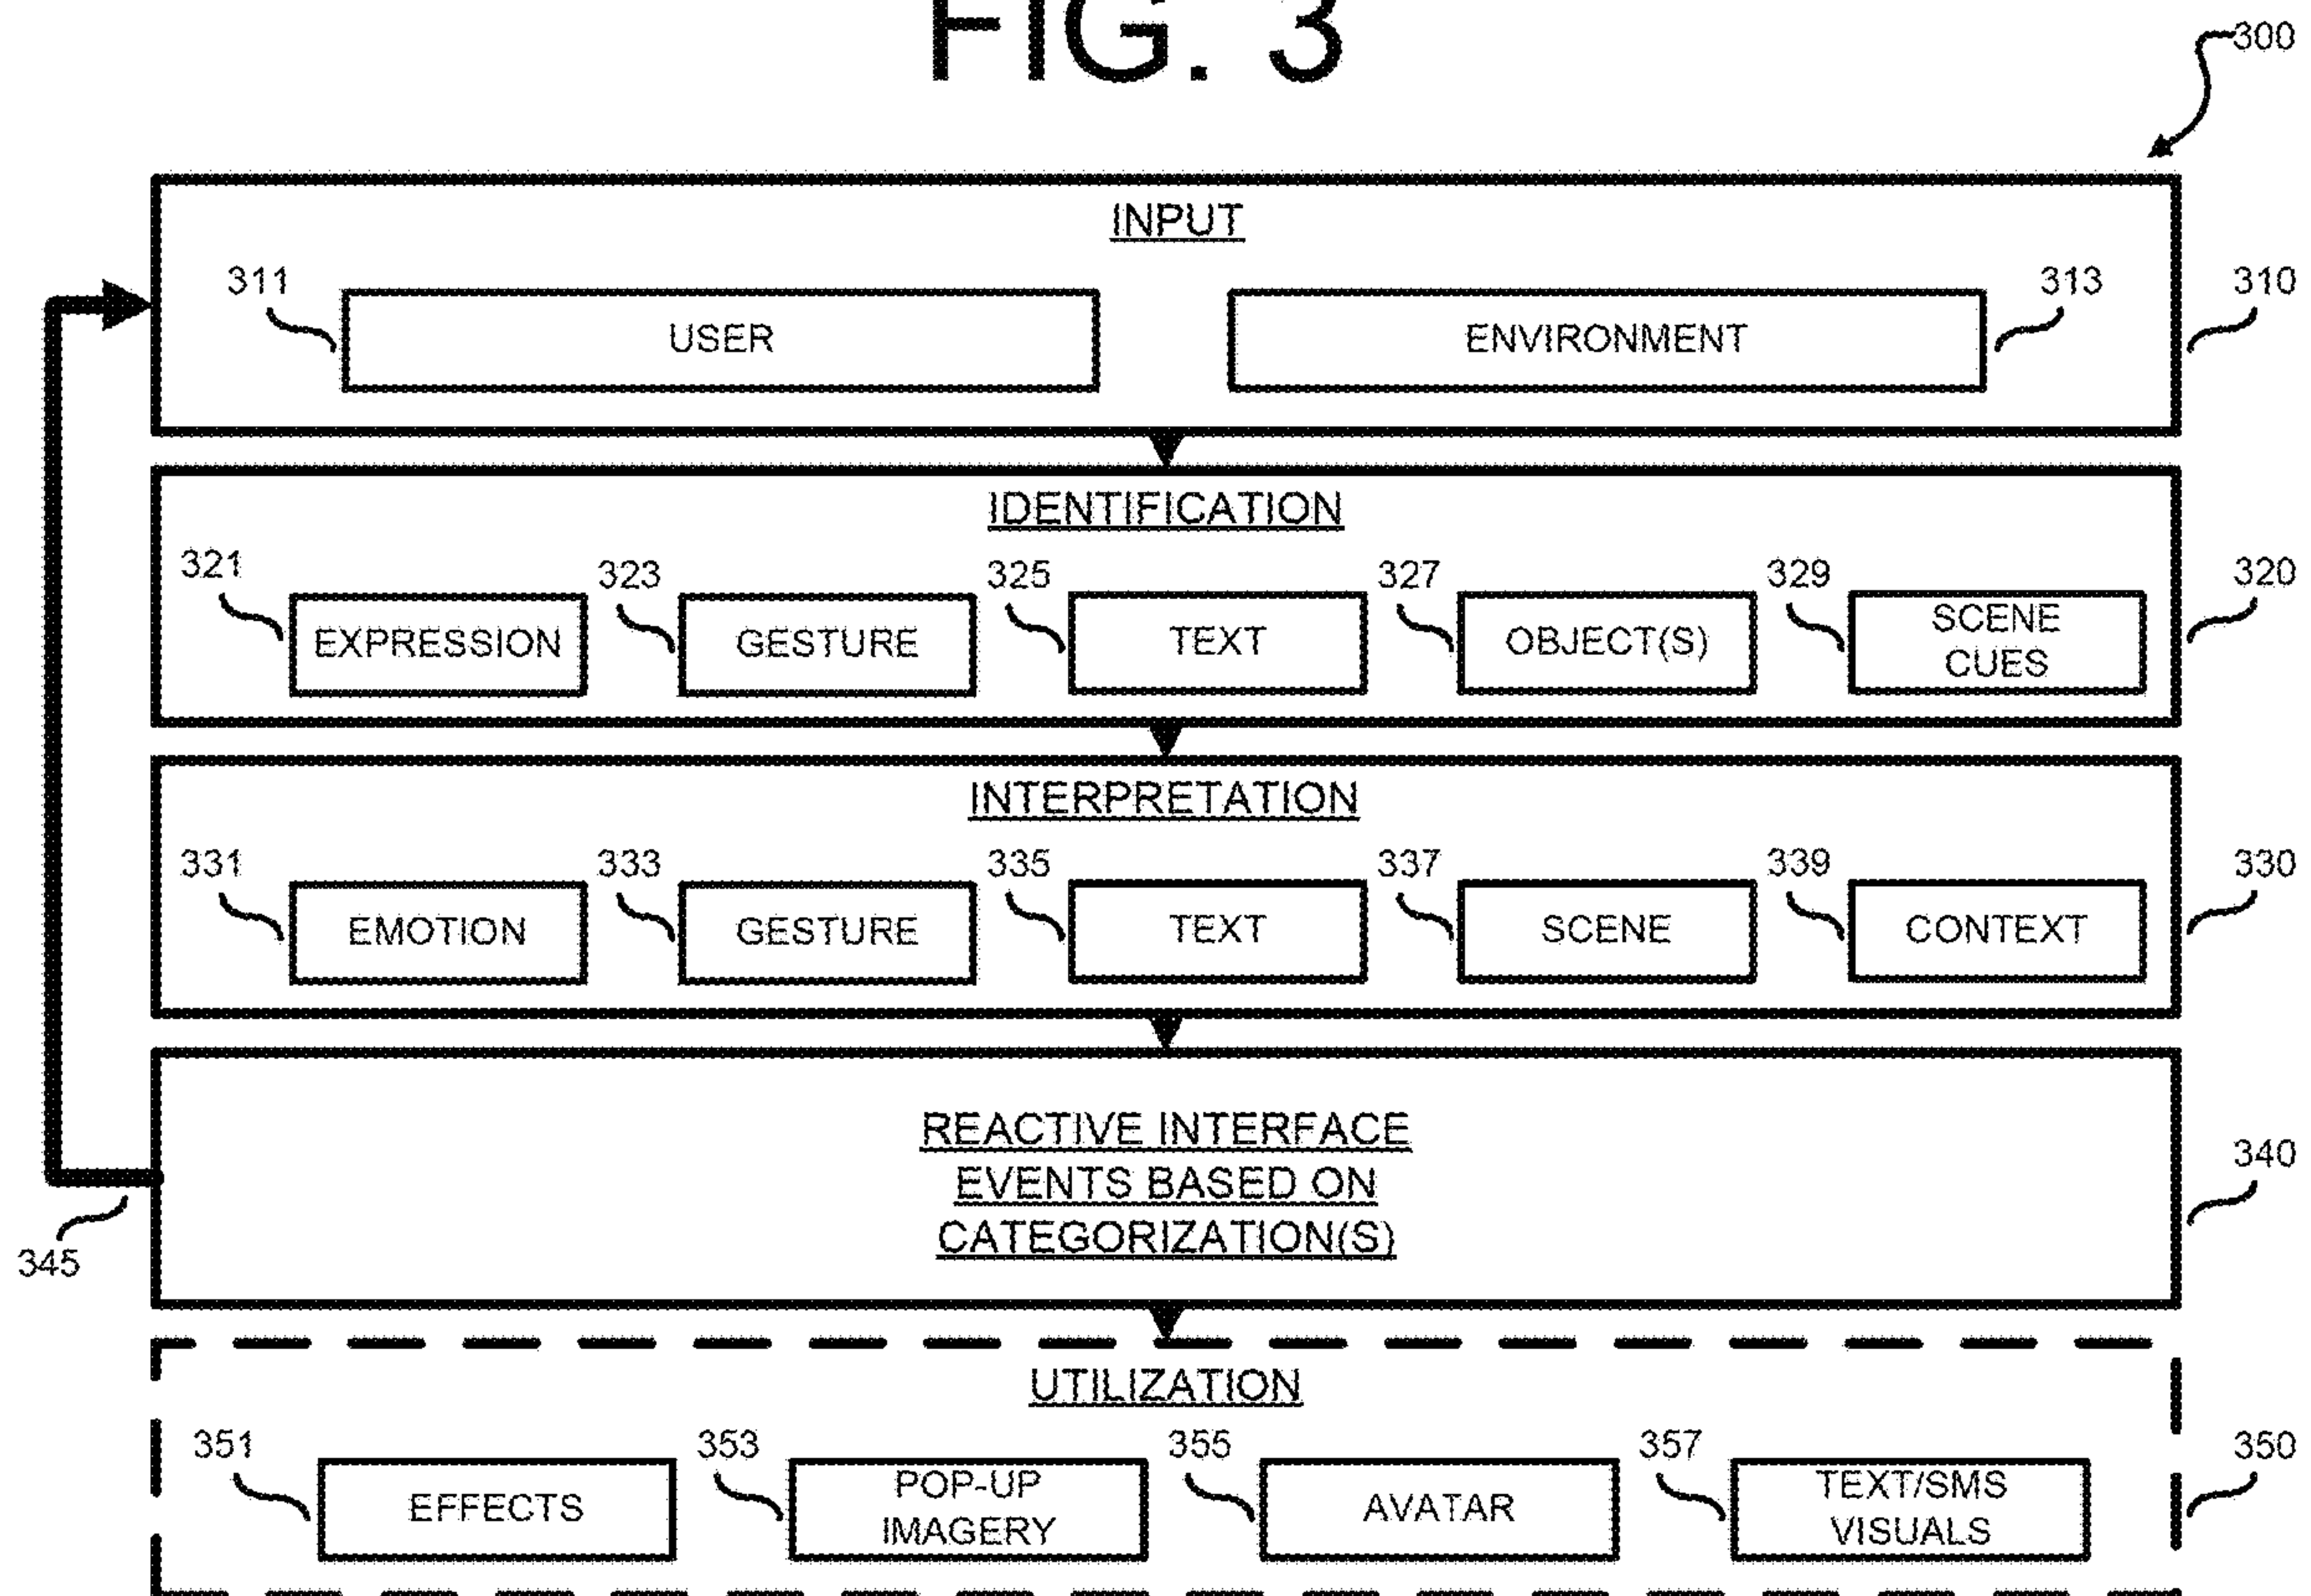 FIG. 3
300
INPUT
311
313
310
USER
ENVIRONMENT
IDENTIFICATION
321
323
325
327
329
320
EXPRESSION
GESTURE
TEXT
OBJECT(S)
SCENE
CUES
INTERPRETATION
331
333
335
337
339
330
EMOTION
GESTURE
TEXT
SCENE
CONTEXT
REACTIVE INTERFACE
EVENTS BASED ON
CATEGORIZATION(S)
340
345
UTILIZATION
351
353
355
357
350
EFFECTS
POP-UP
IMAGERY
AVATAR
TEXT/SMS
VISUALS